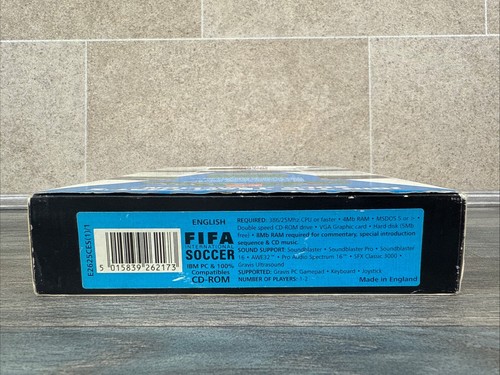 E2625CESI1V1
5 015839 262173
ENGLISH
FIFA
INTERNATIONAL
SOCCER
IBM PC & 100%
Compatibles
CD-ROM
REQUIRED: 386/25Mhz CPU or faster • 4Mb RAM • MSDOS 5 or >
Double speed CD-ROM drive • VGA Graphic card • Hard disk (5Mb
free) • 8Mb RAM required for commentary, special introduction
sequence & CD music.
SOUND SUPPORT: Soundblaster • Soundblaster Pro • Soundblaster
16 • AWE32™ • Pro Audio Spectrum 16™ • SFX Classic 3000 •
Gravis Ultrasound
SUPPORTED: Gravis PC Gamepad • Keyboard • Joystick
NUMBER OF PLAYERS: 1-2
Made in England